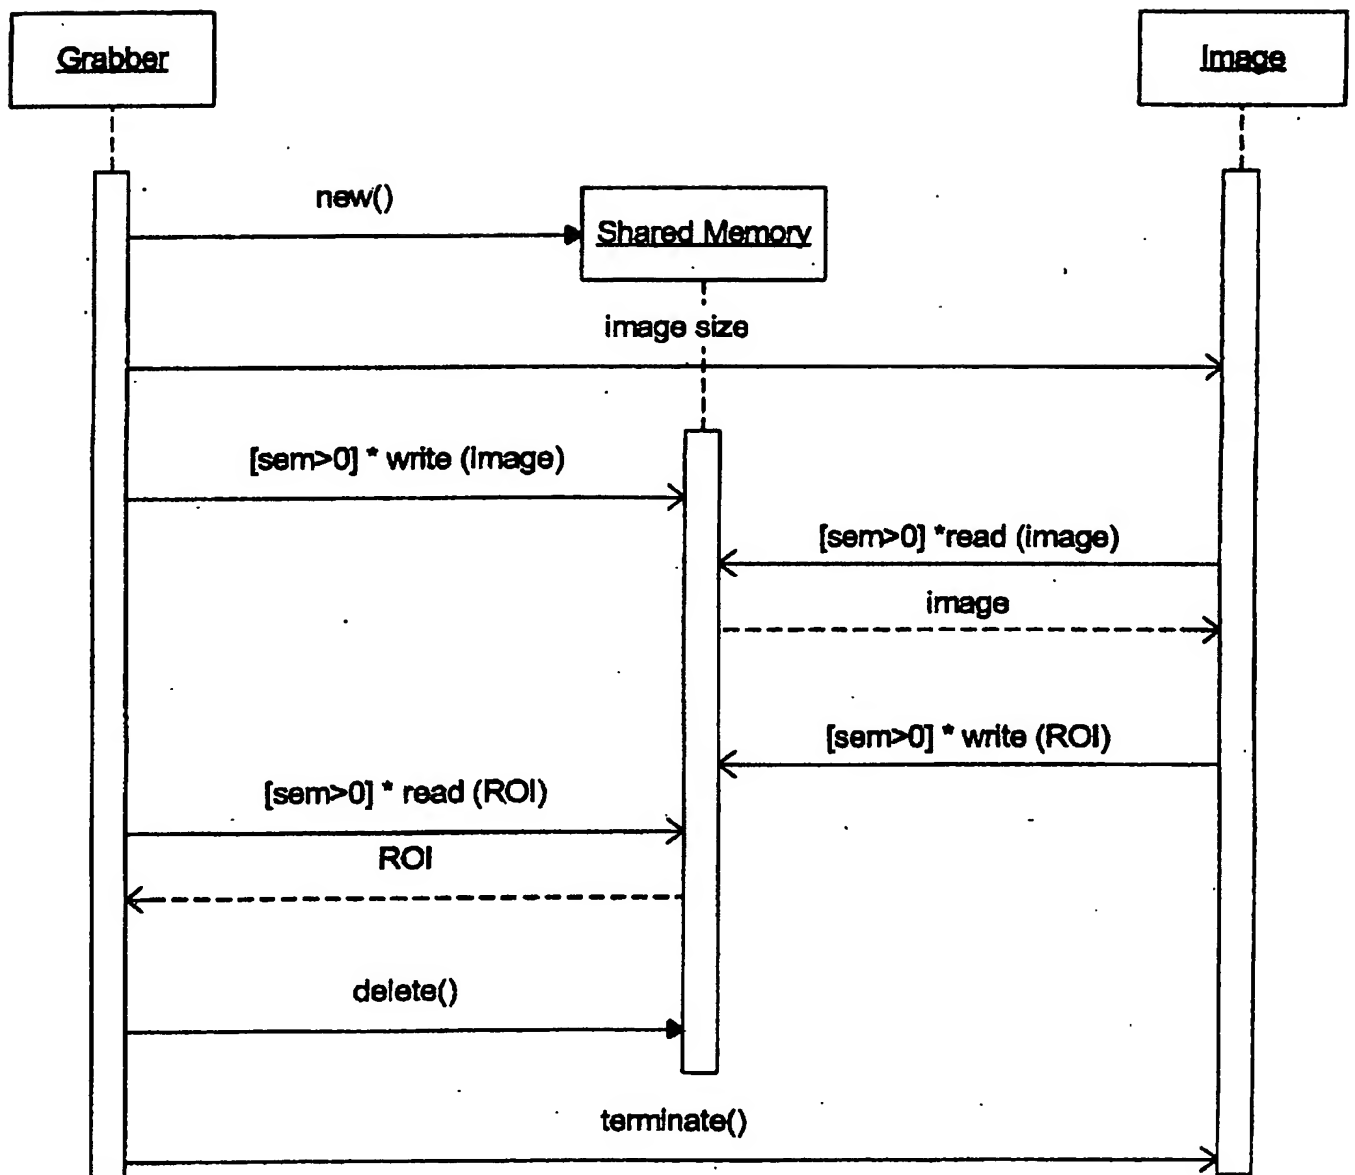 Grabber
Image
new()
Shared Memory
image size
[sem>0] * write (image)
[sem>0] *read (image)
image
[sem>0] * write (ROI)
[sem>0] * read (ROI)
ROI
delete()
terminate()